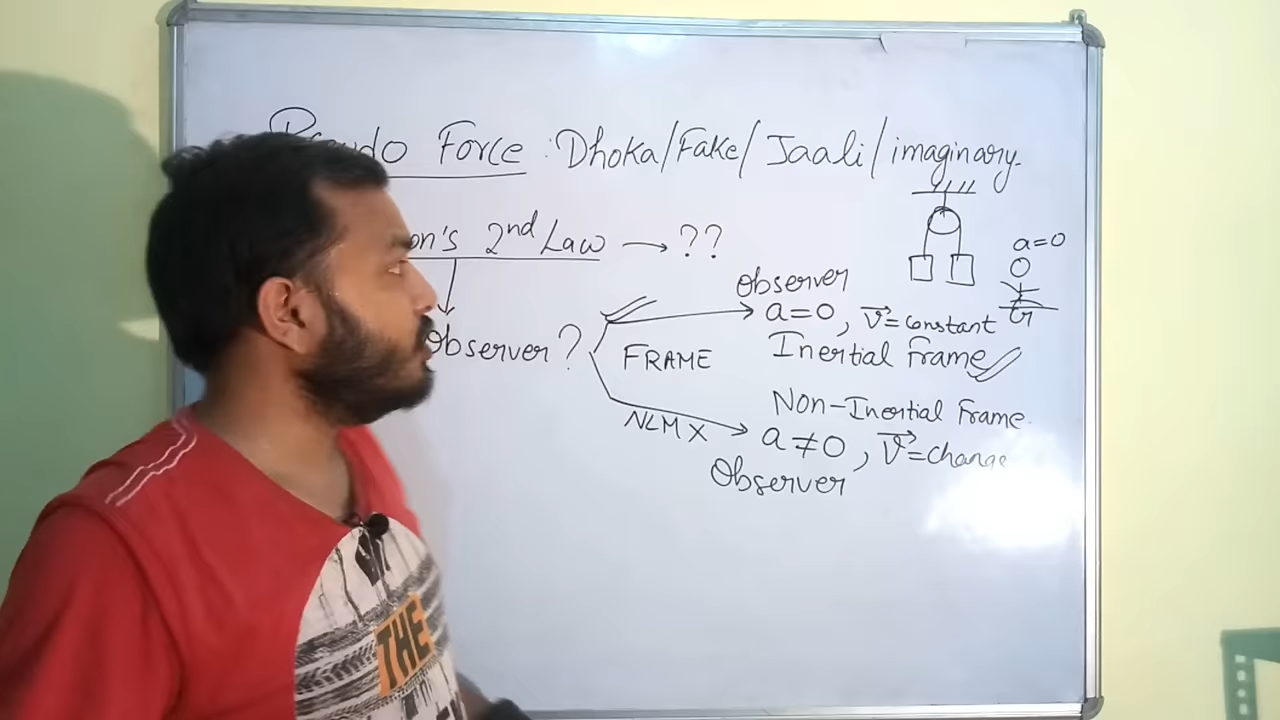 Force : Dhoka/Fake/Jaali/imaginary
2nd Law → ??
a=0
Observer
a=0, v⃗=constant
Gr
Observer?
FRAME
Inertial Frame
Non-Inertial Frame
NLM X
a≠0, v⃗=change
Observer
THE